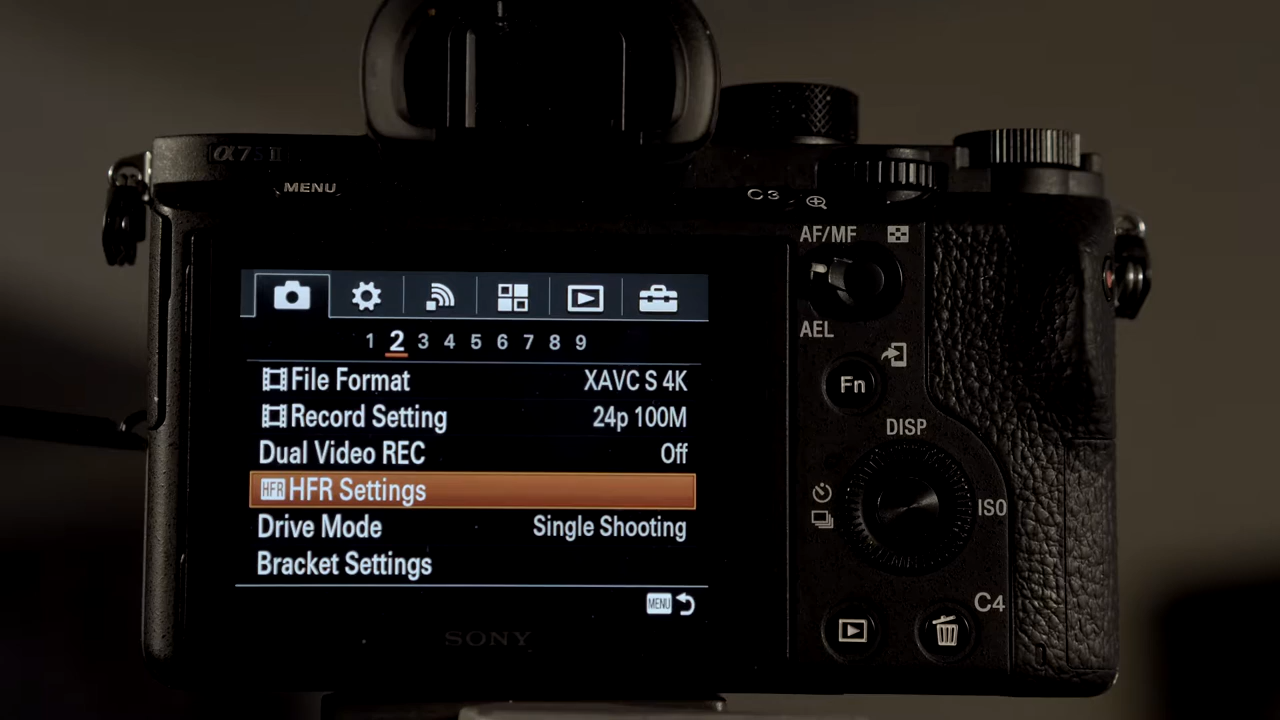 α7SII
MENU
C3
AF/MF
1 2 3 4 5 6 7 8 9
File Format XAVC S 4K
Record Setting 24p 100M
Dual Video REC Off
HFR HFR Settings
Drive Mode Single Shooting
Bracket Settings
MENU
AEL
Fn
DISP
ISO
C4
SONY